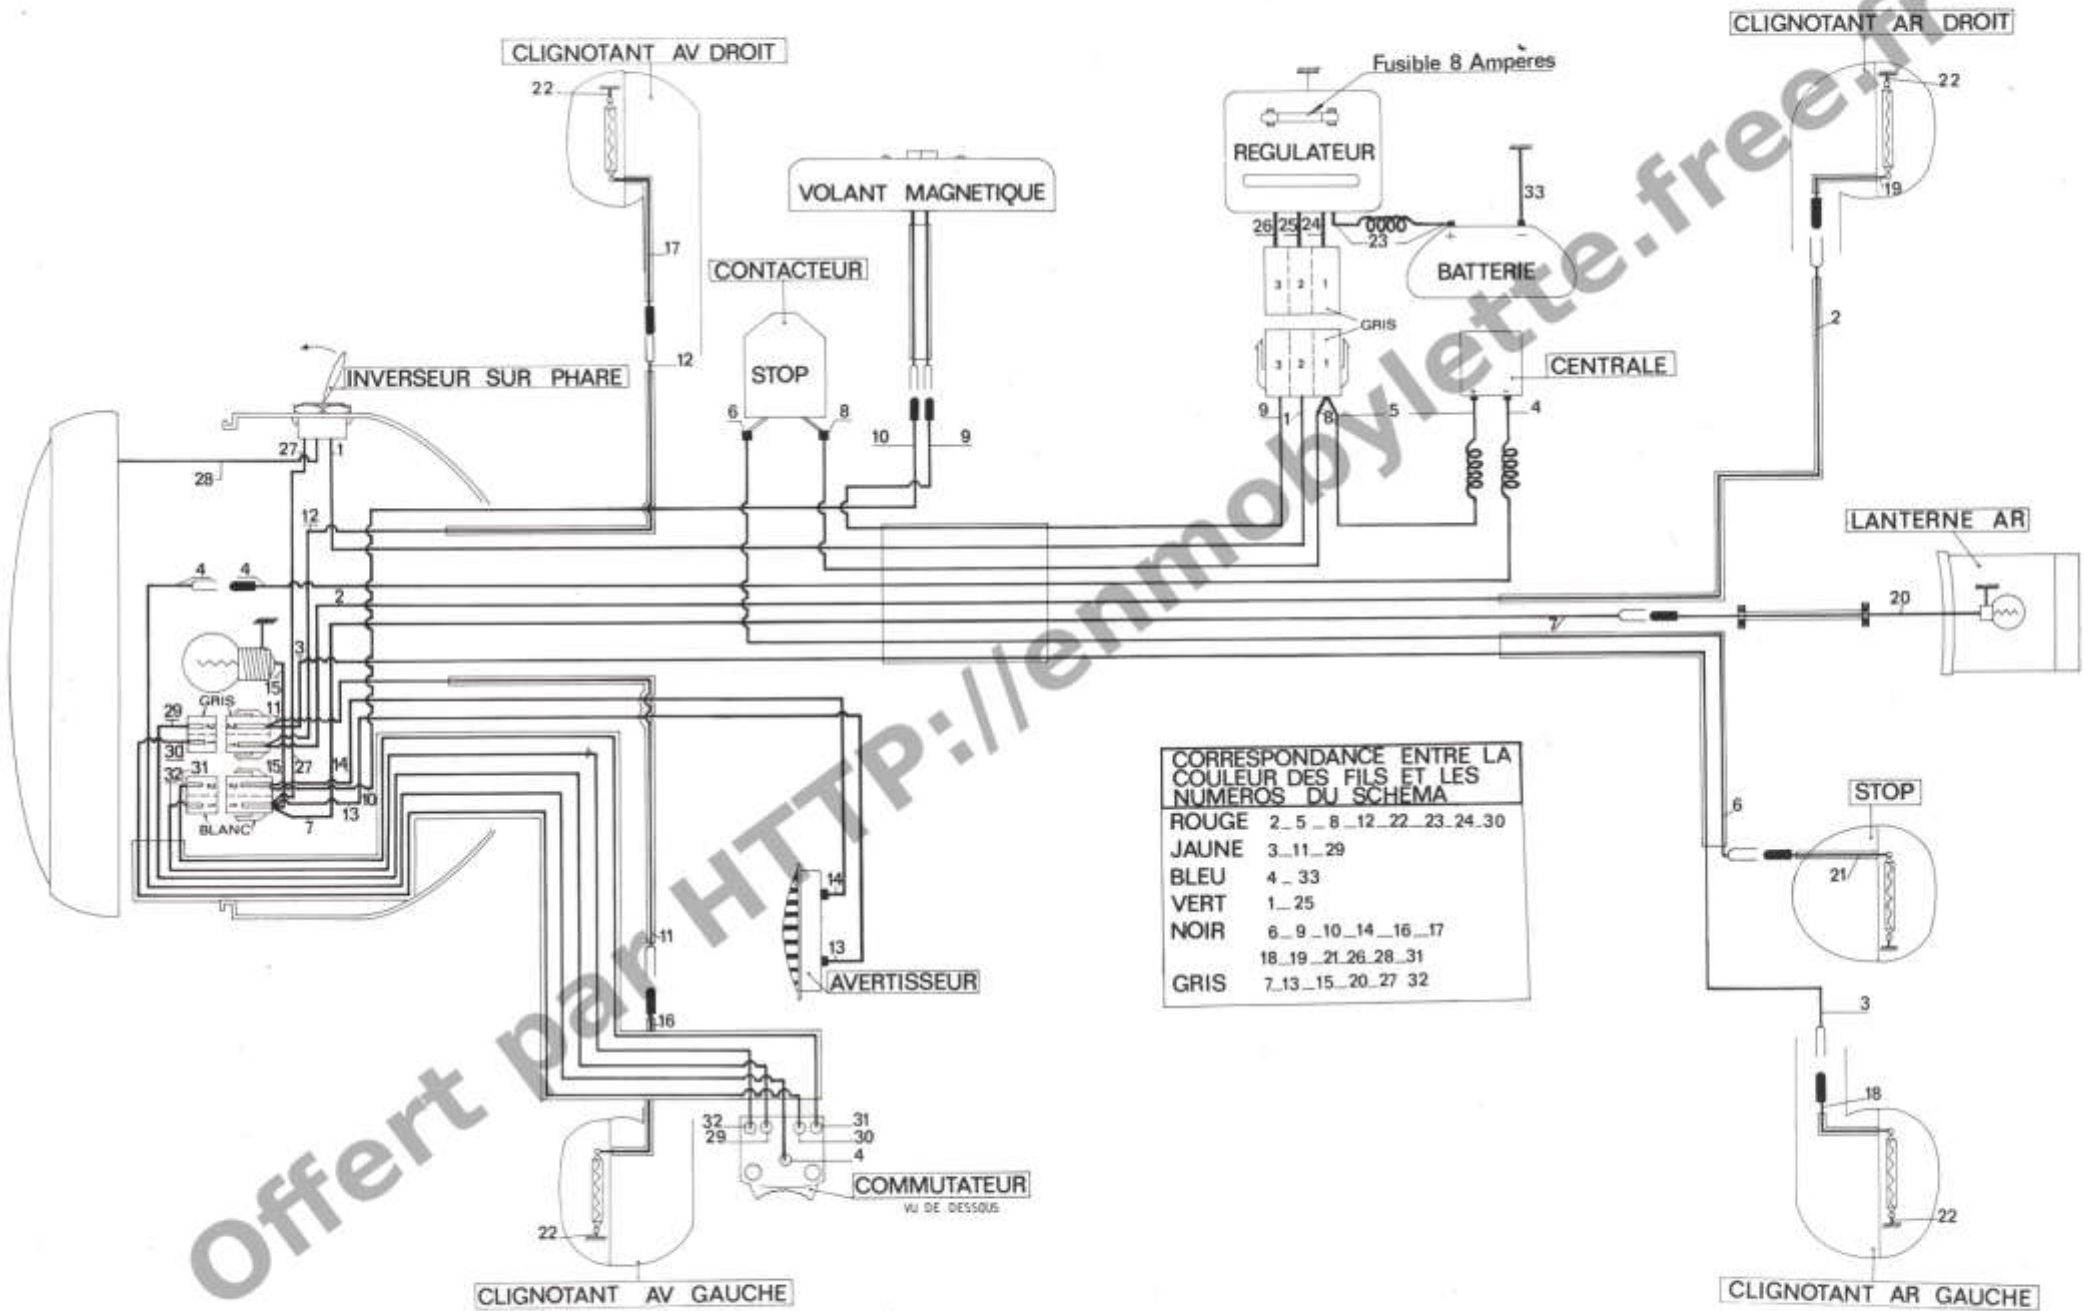 CLIGNOTANT AV DROIT
22
17
12
CLIGNOTANT AR DROIT
22
19
2
Fusible 8 Ampères
REGULATEUR
26 25 24
23
33
BATTERIE
3 2 1
GRIS
3 2 1
9 1 8 5 4
CENTRALE
VOLANT MAGNETIQUE
10 9
CONTACTEUR
STOP
6 8
INVERSEUR SUR PHARE
27 1
28
12
4 4
2
3
15
GRIS
11
29
30
32 31
15 27 14
10
13
7
BLANC
LANTERNE AR
20
7
6
STOP
21
3
18
22
CLIGNOTANT AR GAUCHE
14
13
AVERTISSEUR
11
16
32
29
31
30
4
COMMUTATEUR
VU DE DESSOUS
22
CLIGNOTANT AV GAUCHE
CORRESPONDANCE ENTRE LA
COULEUR DES FILS ET LES
NUMEROS DU SCHEMA
ROUGE 2_5_8_12_22_23_24_30
JAUNE 3_11_29
BLEU 4_33
VERT 1_25
NOIR 6_9_10_14_16_17
18_19_21_26_28_31
GRIS 7_13_15_20_27 32
Offert par HTTP://enmobylette.free.fr